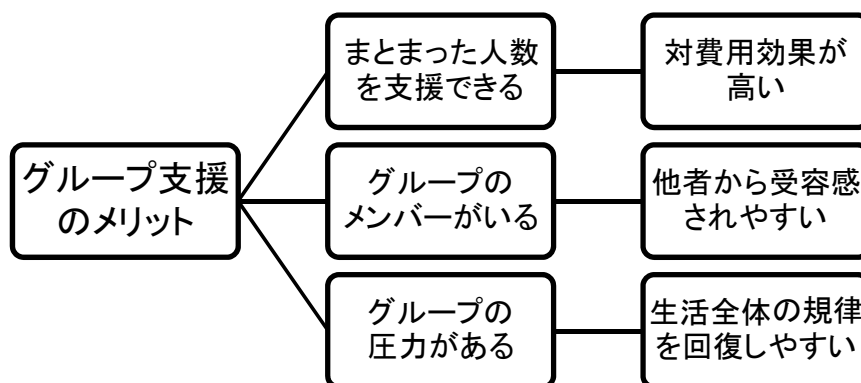 グループ支援
のメリット
まとまった人数
を支援できる
対費用効果が
高い
グループの
メンバーがいる
他者から受容感
されやすい
グループの
圧力がある
生活全体の規律
を回復しやすい